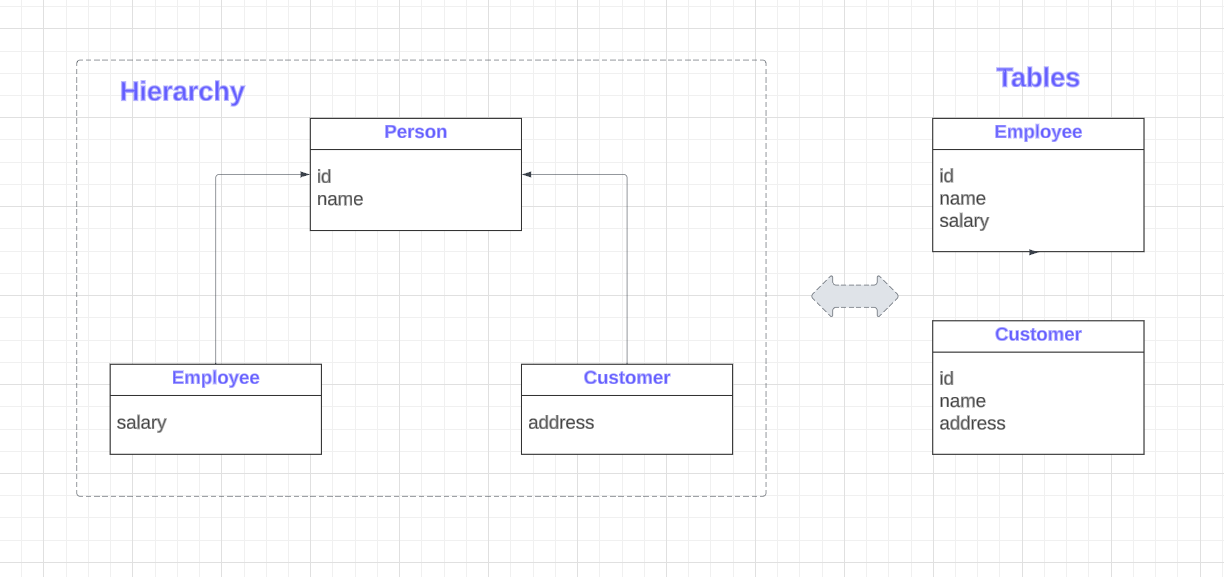 Hierarchy
Person
id
name
Employee
salary
Customer
address
Tables
Employee
id
name
salary
Customer
id
name
address